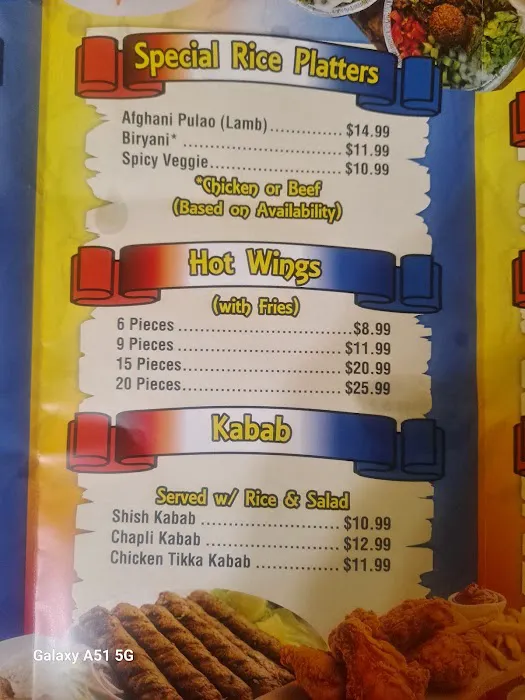 Special Rice Platters
Afghani Pulao (Lamb).............. $14.99
Biryani* .................................... $11.99
Spicy Veggie............................ $10.99
*Chicken or Beef
(Based on Availability)
Hot Wings
(with Fries)
6 Pieces ......................................$8.99
9 Pieces .................................... $11.99
15 Pieces.................................. $20.99
20 Pieces.................................. $25.99
Kabab
Served w/ Rice & Salad
Shish Kabab ............................ $10.99
Chapli Kabab ........................... $12.99
Chicken Tikka Kabab ................. $11.99
Galaxy A51 5G